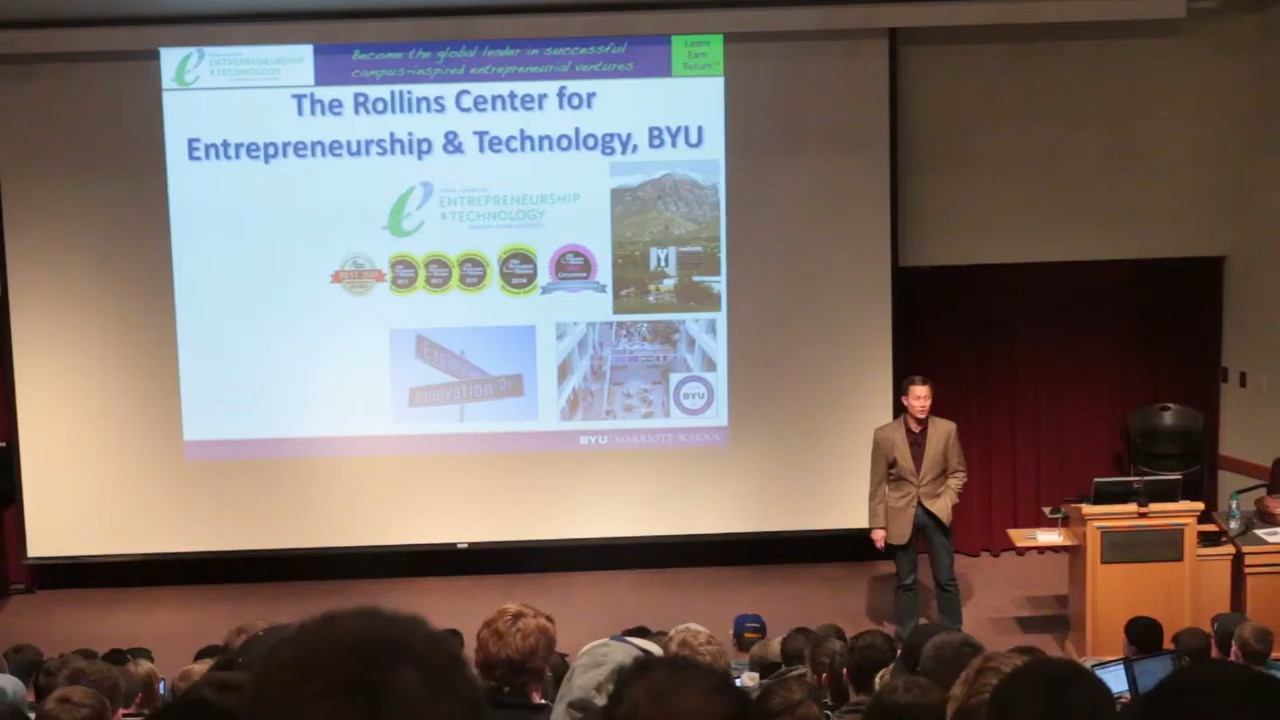 ENTREPRENEURSHIP
& TECHNOLOGY
Become the global leader in successful
campus-inspired entrepreneurial ventures
Learn
Earn
Return
The Rollins Center for
Entrepreneurship & Technology, BYU
ENTREPRENEURSHIP
& TECHNOLOGY
2014
Y
Innovation Dr
BYU
BYU MARRIOTT SCHOOL